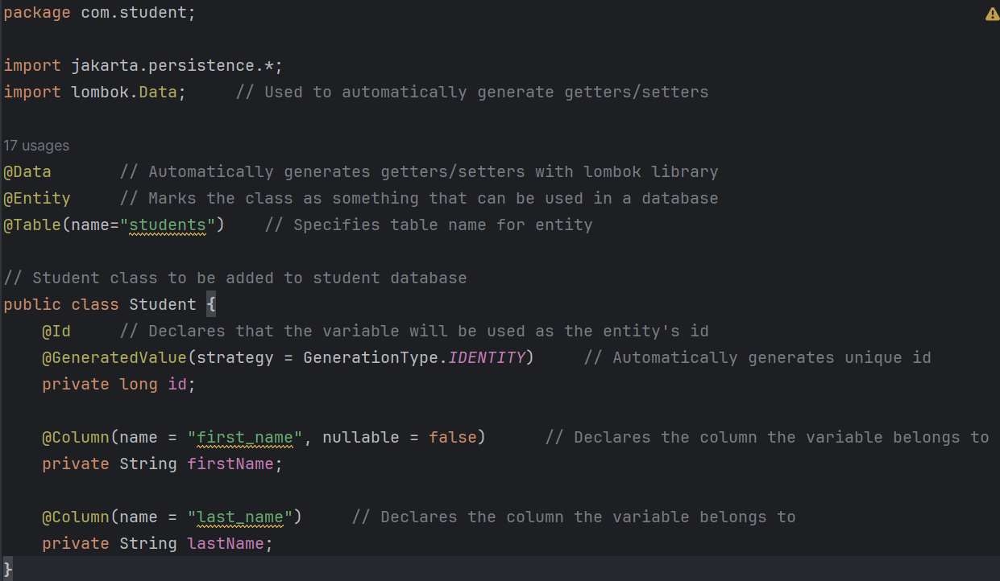 package com.student;
import jakarta.persistence.*;
import lombok.Data;     // Used to automatically generate getters/setters
17 usages
@Data       // Automatically generates getters/setters with lombok library
@Entity     // Marks the class as something that can be used in a database
@Table(name="students")    // Specifies table name for entity
// Student class to be added to student database
public class Student {
    @Id     // Declares that the variable will be used as the entity's id
    @GeneratedValue(strategy = GenerationType.IDENTITY)     // Automatically generates unique id
    private long id;
    @Column(name = "first_name", nullable = false)      // Declares the column the variable belongs to
    private String firstName;
    @Column(name = "last_name")     // Declares the column the variable belongs to
    private String lastName;
}